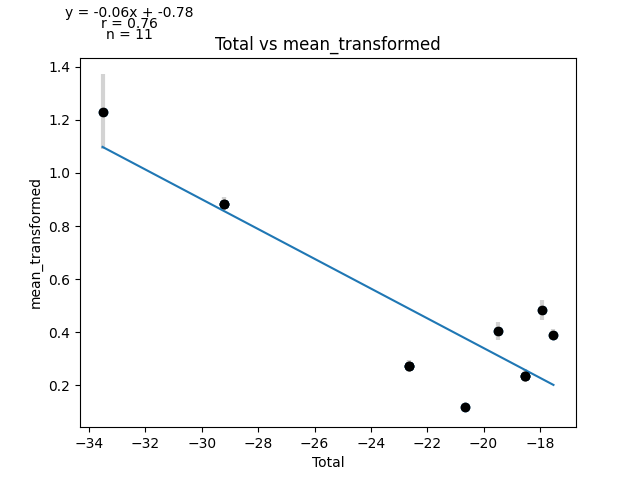 y = -0.06x + -0.78
r = 0.76
n = 11
Total vs mean_transformed
mean_transformed
1.4
1.2
1.0
0.8
0.6
0.4
0.2
−34 −32 −30 −28 −26 −24 −22 −20 −18
Total